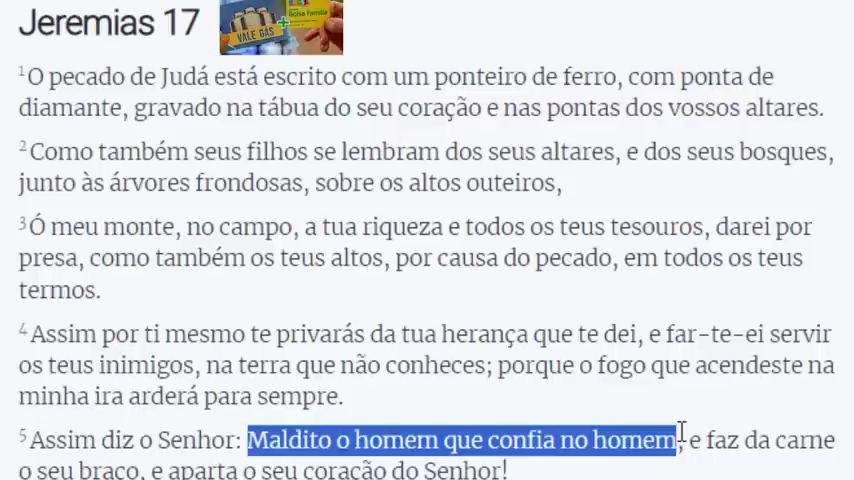 Jeremias 17
VALE GÁS
Bolsa Família
¹O pecado de Judá está escrito com um ponteiro de ferro, com ponta de
diamante, gravado na tábua do seu coração e nas pontas dos vossos altares.
²Como também seus filhos se lembram dos seus altares, e dos seus bosques,
junto às árvores frondosas, sobre os altos outeiros,
³Ó meu monte, no campo, a tua riqueza e todos os teus tesouros, darei por
presa, como também os teus altos, por causa do pecado, em todos os teus
termos.
⁴Assim por ti mesmo te privarás da tua herança que te dei, e far-te-ei servir
os teus inimigos, na terra que não conheces; porque o fogo que acendeste na
minha ira arderá para sempre.
⁵Assim diz o Senhor: Maldito o homem que confia no homem, e faz da carne
o seu braço, e aparta o seu coração do Senhor!